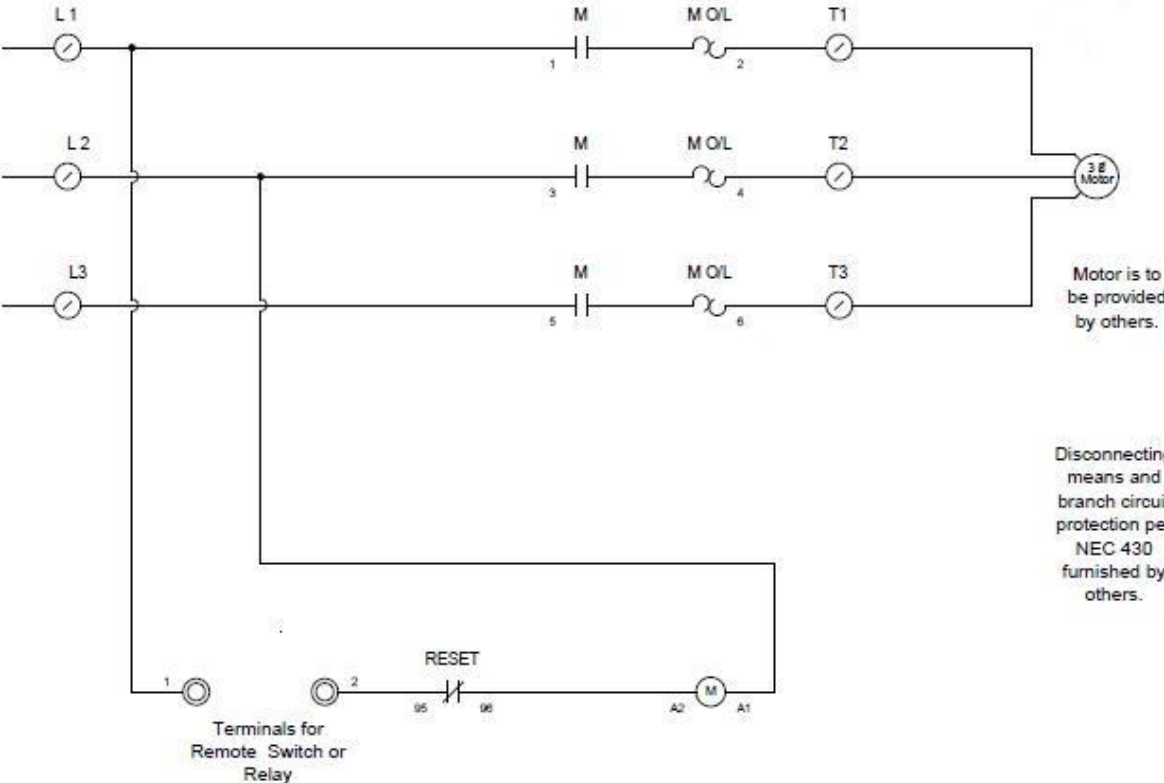 L 1 M M O/L T1
1 2
L 2 M M O/L T2
3 4
3 Ø
Motor
L3 M M O/L T3
5 6
Motor is to
be provided
by others.
Disconnecting
means and
branch circui
protection pe
NEC 430
furnished by
others.
RESET
1 2 95 96 A2 M A1
Terminals for
Remote Switch or
Relay